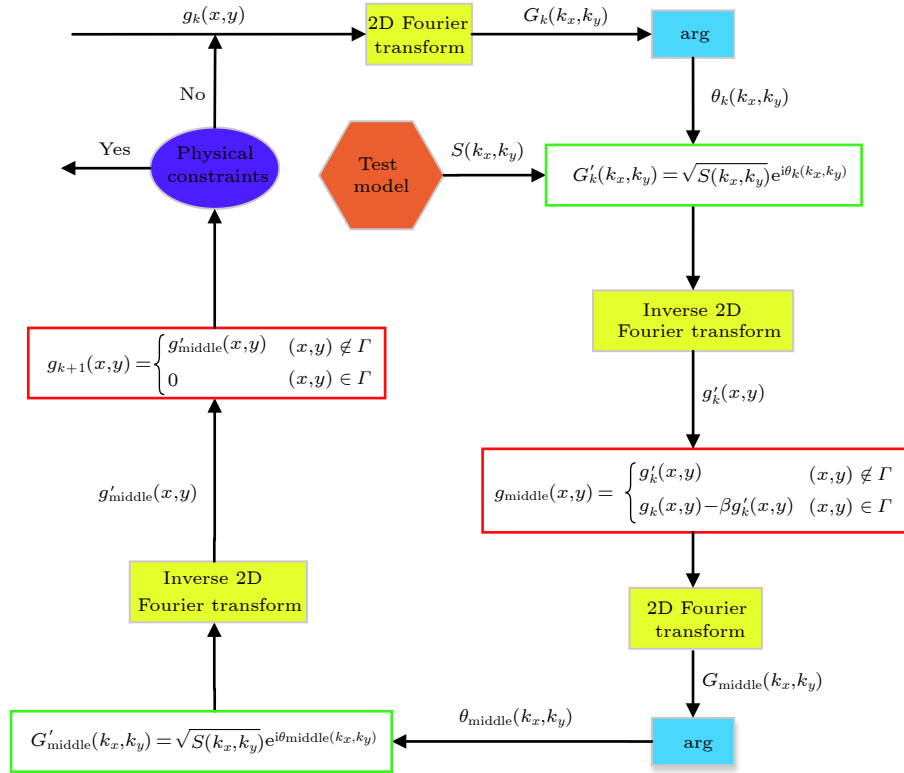 g_k(x,y)
2D Fourier
transform
G_k(k_x,k_y)
arg
No
θ_k(k_x,k_y)
Yes
Physical
constraints
Test
model
S(k_x,k_y)
G′_k(k_x,k_y)=√S(k_x,k_y)e^{iθ_k(k_x,k_y)}
Inverse 2D
Fourier transform
g_{k+1}(x,y)={g′_middle(x,y) (x,y)∉Γ
0 (x,y)∈Γ
g′_k(x,y)
g′_middle(x,y)
g_middle(x,y)= {g′_k(x,y) (x,y)∉Γ
g_k(x,y)−βg′_k(x,y) (x,y)∈Γ
Inverse 2D
Fourier transform
2D Fourier
transform
G_middle(k_x,k_y)
θ_middle(k_x,k_y)
G′_middle(k_x,k_y)=√S(k_x,k_y)e^{iθmiddle(k_x,k_y)}
arg